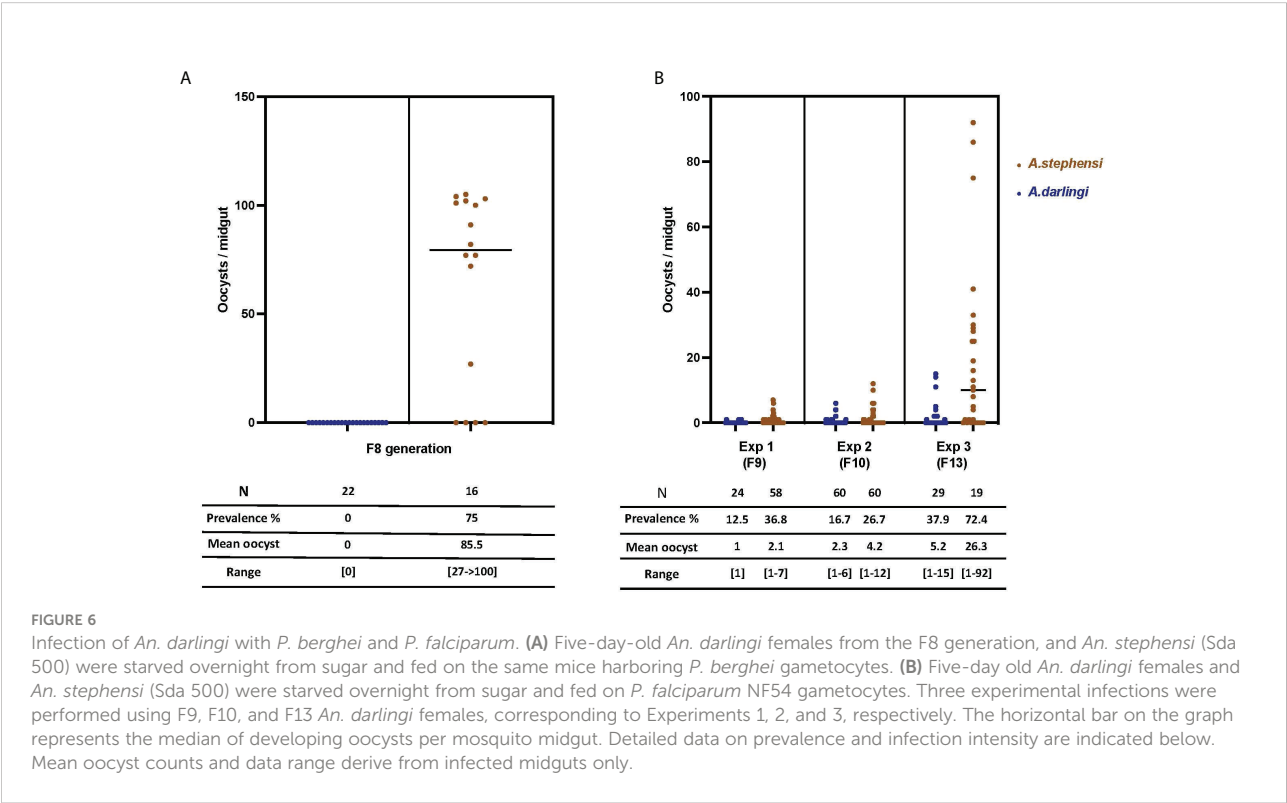 A
150
100
50
0
Oocysts / midgut
F8 generation
N 22 16
Prevalence % 0 75
Mean oocyst 0 85.5
Range [0] [27->100]
B
100
80
60
40
20
0
Oocysts / midgut
A.stephensi
A.darlingi
Exp 1 Exp 2 Exp 3
(F9) (F10) (F13)
N 24 58 60 60 29 19
Prevalence % 12.5 36.8 16.7 26.7 37.9 72.4
Mean oocyst 1 2.1 2.3 4.2 5.2 26.3
Range [1] [1-7] [1-6] [1-12] [1-15] [1-92]
FIGURE 6
Infection of An. darlingi with P. berghei and P. falciparum. (A) Five-day-old An. darlingi females from the F8 generation, and An. stephensi (Sda
500) were starved overnight from sugar and fed on the same mice harboring P. berghei gametocytes. (B) Five-day old An. darlingi females and
An. stephensi (Sda 500) were starved overnight from sugar and fed on P. falciparum NF54 gametocytes. Three experimental infections were
performed using F9, F10, and F13 An. darlingi females, corresponding to Experiments 1, 2, and 3, respectively. The horizontal bar on the graph
represents the median of developing oocysts per mosquito midgut. Detailed data on prevalence and infection intensity are indicated below.
Mean oocyst counts and data range derive from infected midguts only.